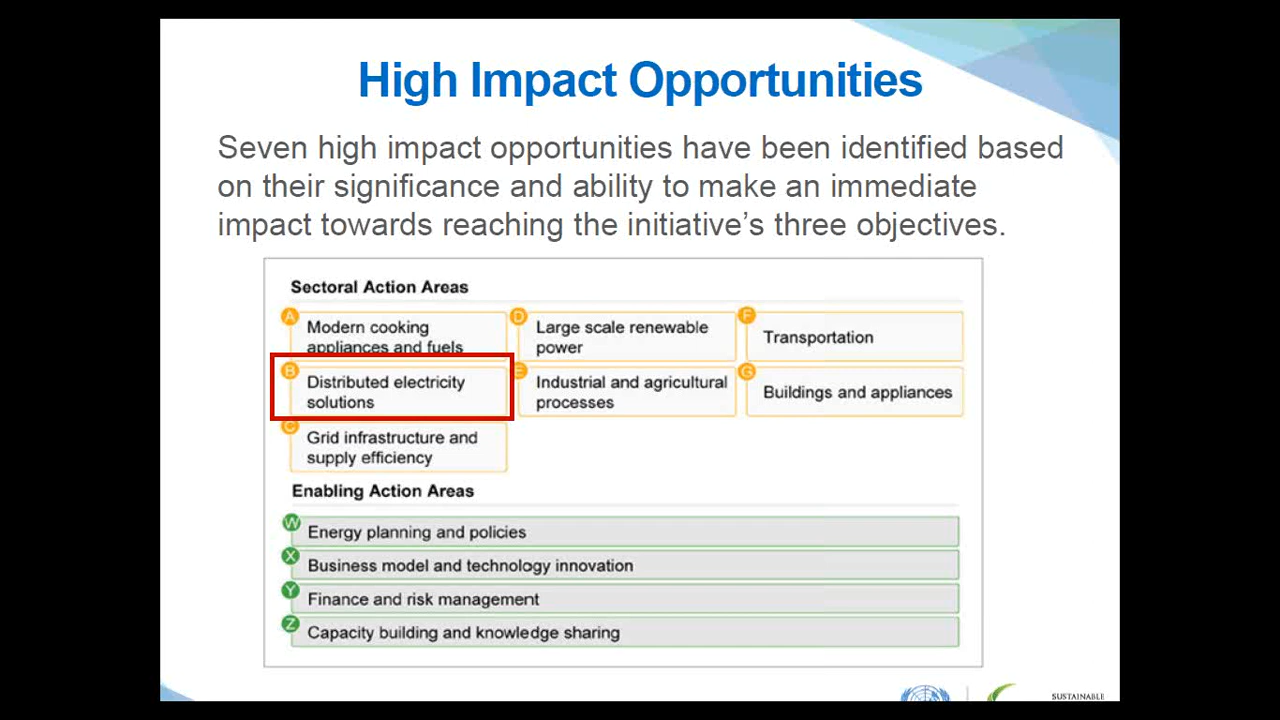 High Impact Opportunities
Seven high impact opportunities have been identified based
on their significance and ability to make an immediate
impact towards reaching the initiative’s three objectives.
Sectoral Action Areas
A
Modern cooking
appliances and fuels
B
Distributed electricity
solutions
C
Grid infrastructure and
supply efficiency
D
Large scale renewable
power
E
Industrial and agricultural
processes
F
Transportation
G
Buildings and appliances
Enabling Action Areas
W
Energy planning and policies
X
Business model and technology innovation
Y
Finance and risk management
Z
Capacity building and knowledge sharing
SUSTAINABLE